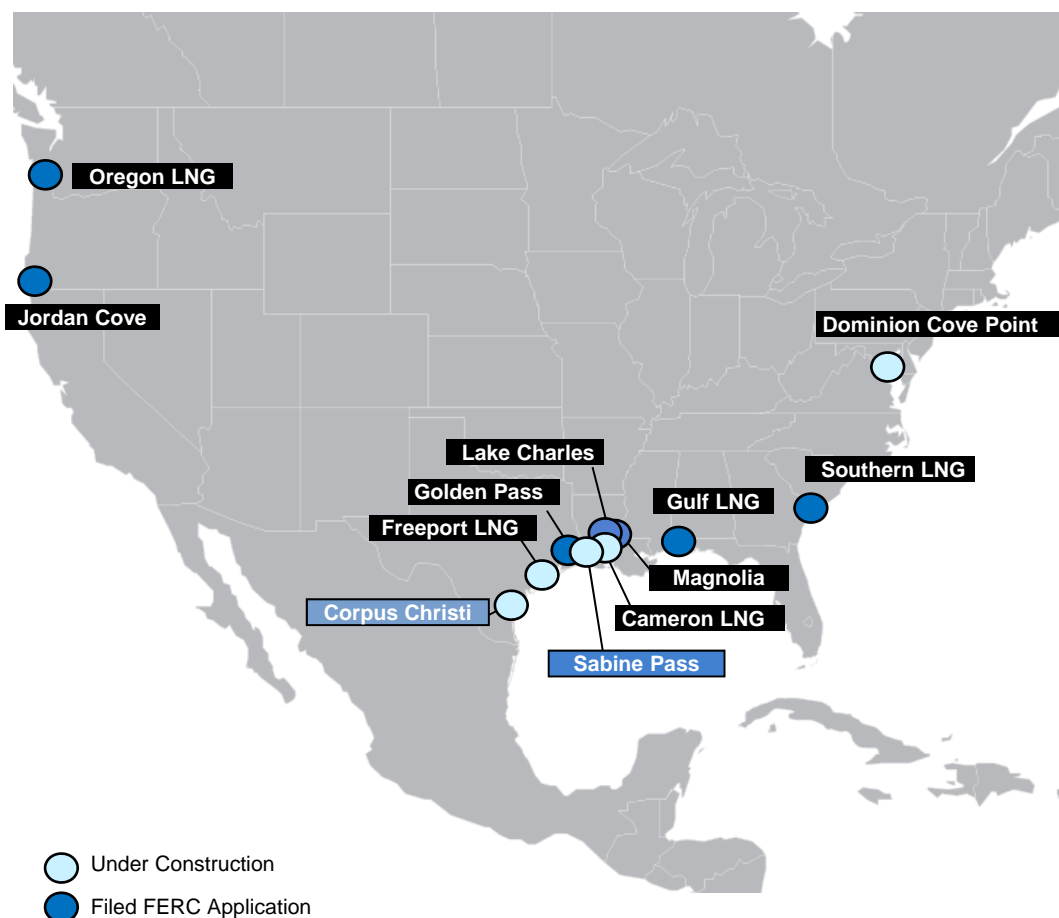 Oregon LNG
Jordan Cove
Dominion Cove Point
Lake Charles
Southern LNG
Golden Pass
Gulf LNG
Freeport LNG
Magnolia
Corpus Christi
Cameron LNG
Sabine Pass
Under Construction
Filed FERC Application